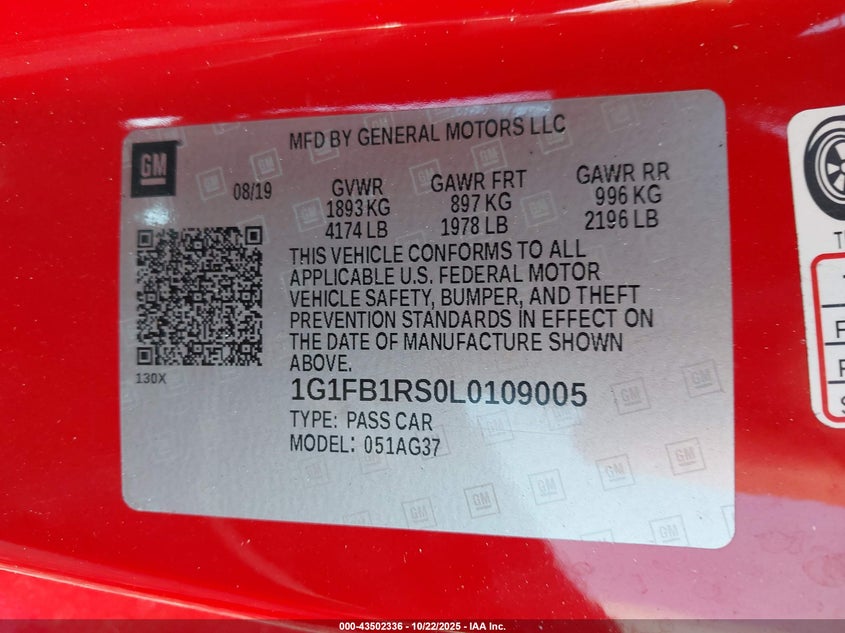 MFD BY GENERAL MOTORS LLC
GM
08/19
GVWR GAWR FRT GAWR RR
1893 KG 897 KG 996 KG
4174 LB 1978 LB 2196 LB
THIS VEHICLE CONFORMS TO ALL
APPLICABLE U.S. FEDERAL MOTOR
VEHICLE SAFETY, BUMPER, AND THEFT
PREVENTION STANDARDS IN EFFECT ON
THE DATE OF MANUFACTURE SHOWN
ABOVE.
130X
1G1FB1RS0L0109005
TYPE: PASS CAR
MODEL: 051AG37
000-43502336 - 10/22/2025 - IAA Inc.